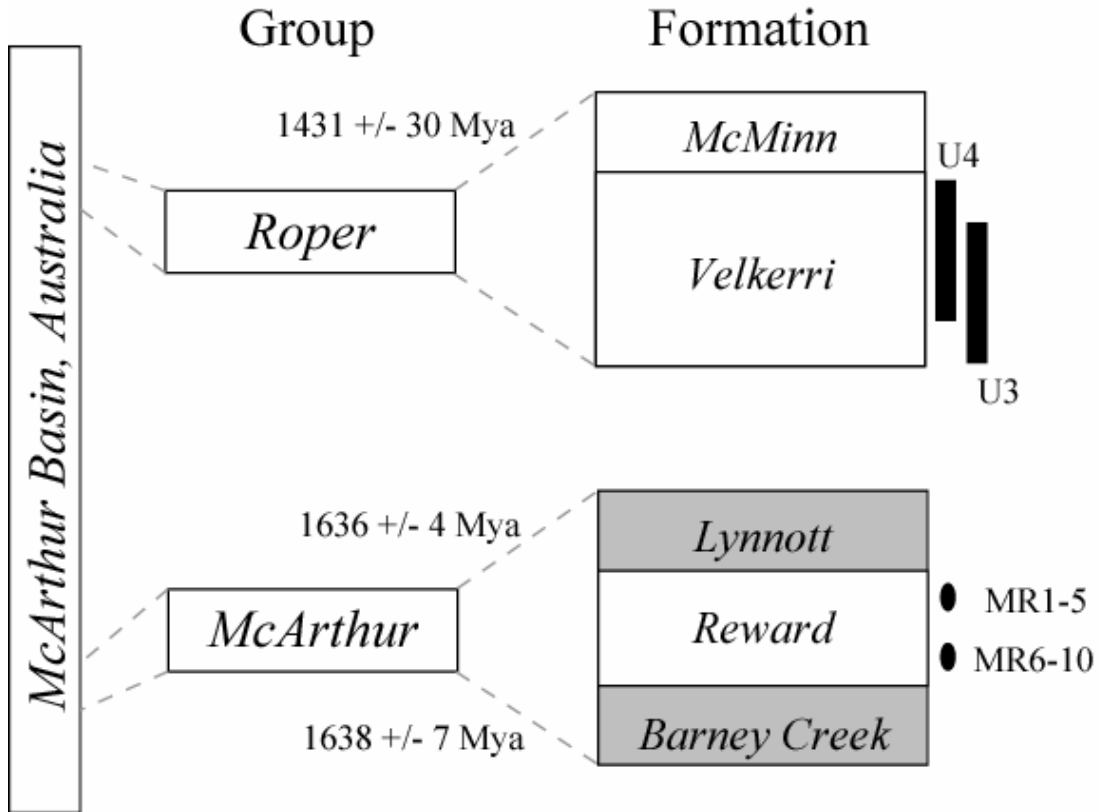 Group
Formation
McArthur Basin, Australia
1431 +/- 30 Mya
Roper
McMinn
Velkerri
U4
U3
1636 +/- 4 Mya
McArthur
1638 +/- 7 Mya
Lynnott
Reward
Barney Creek
MR1-5
MR6-10